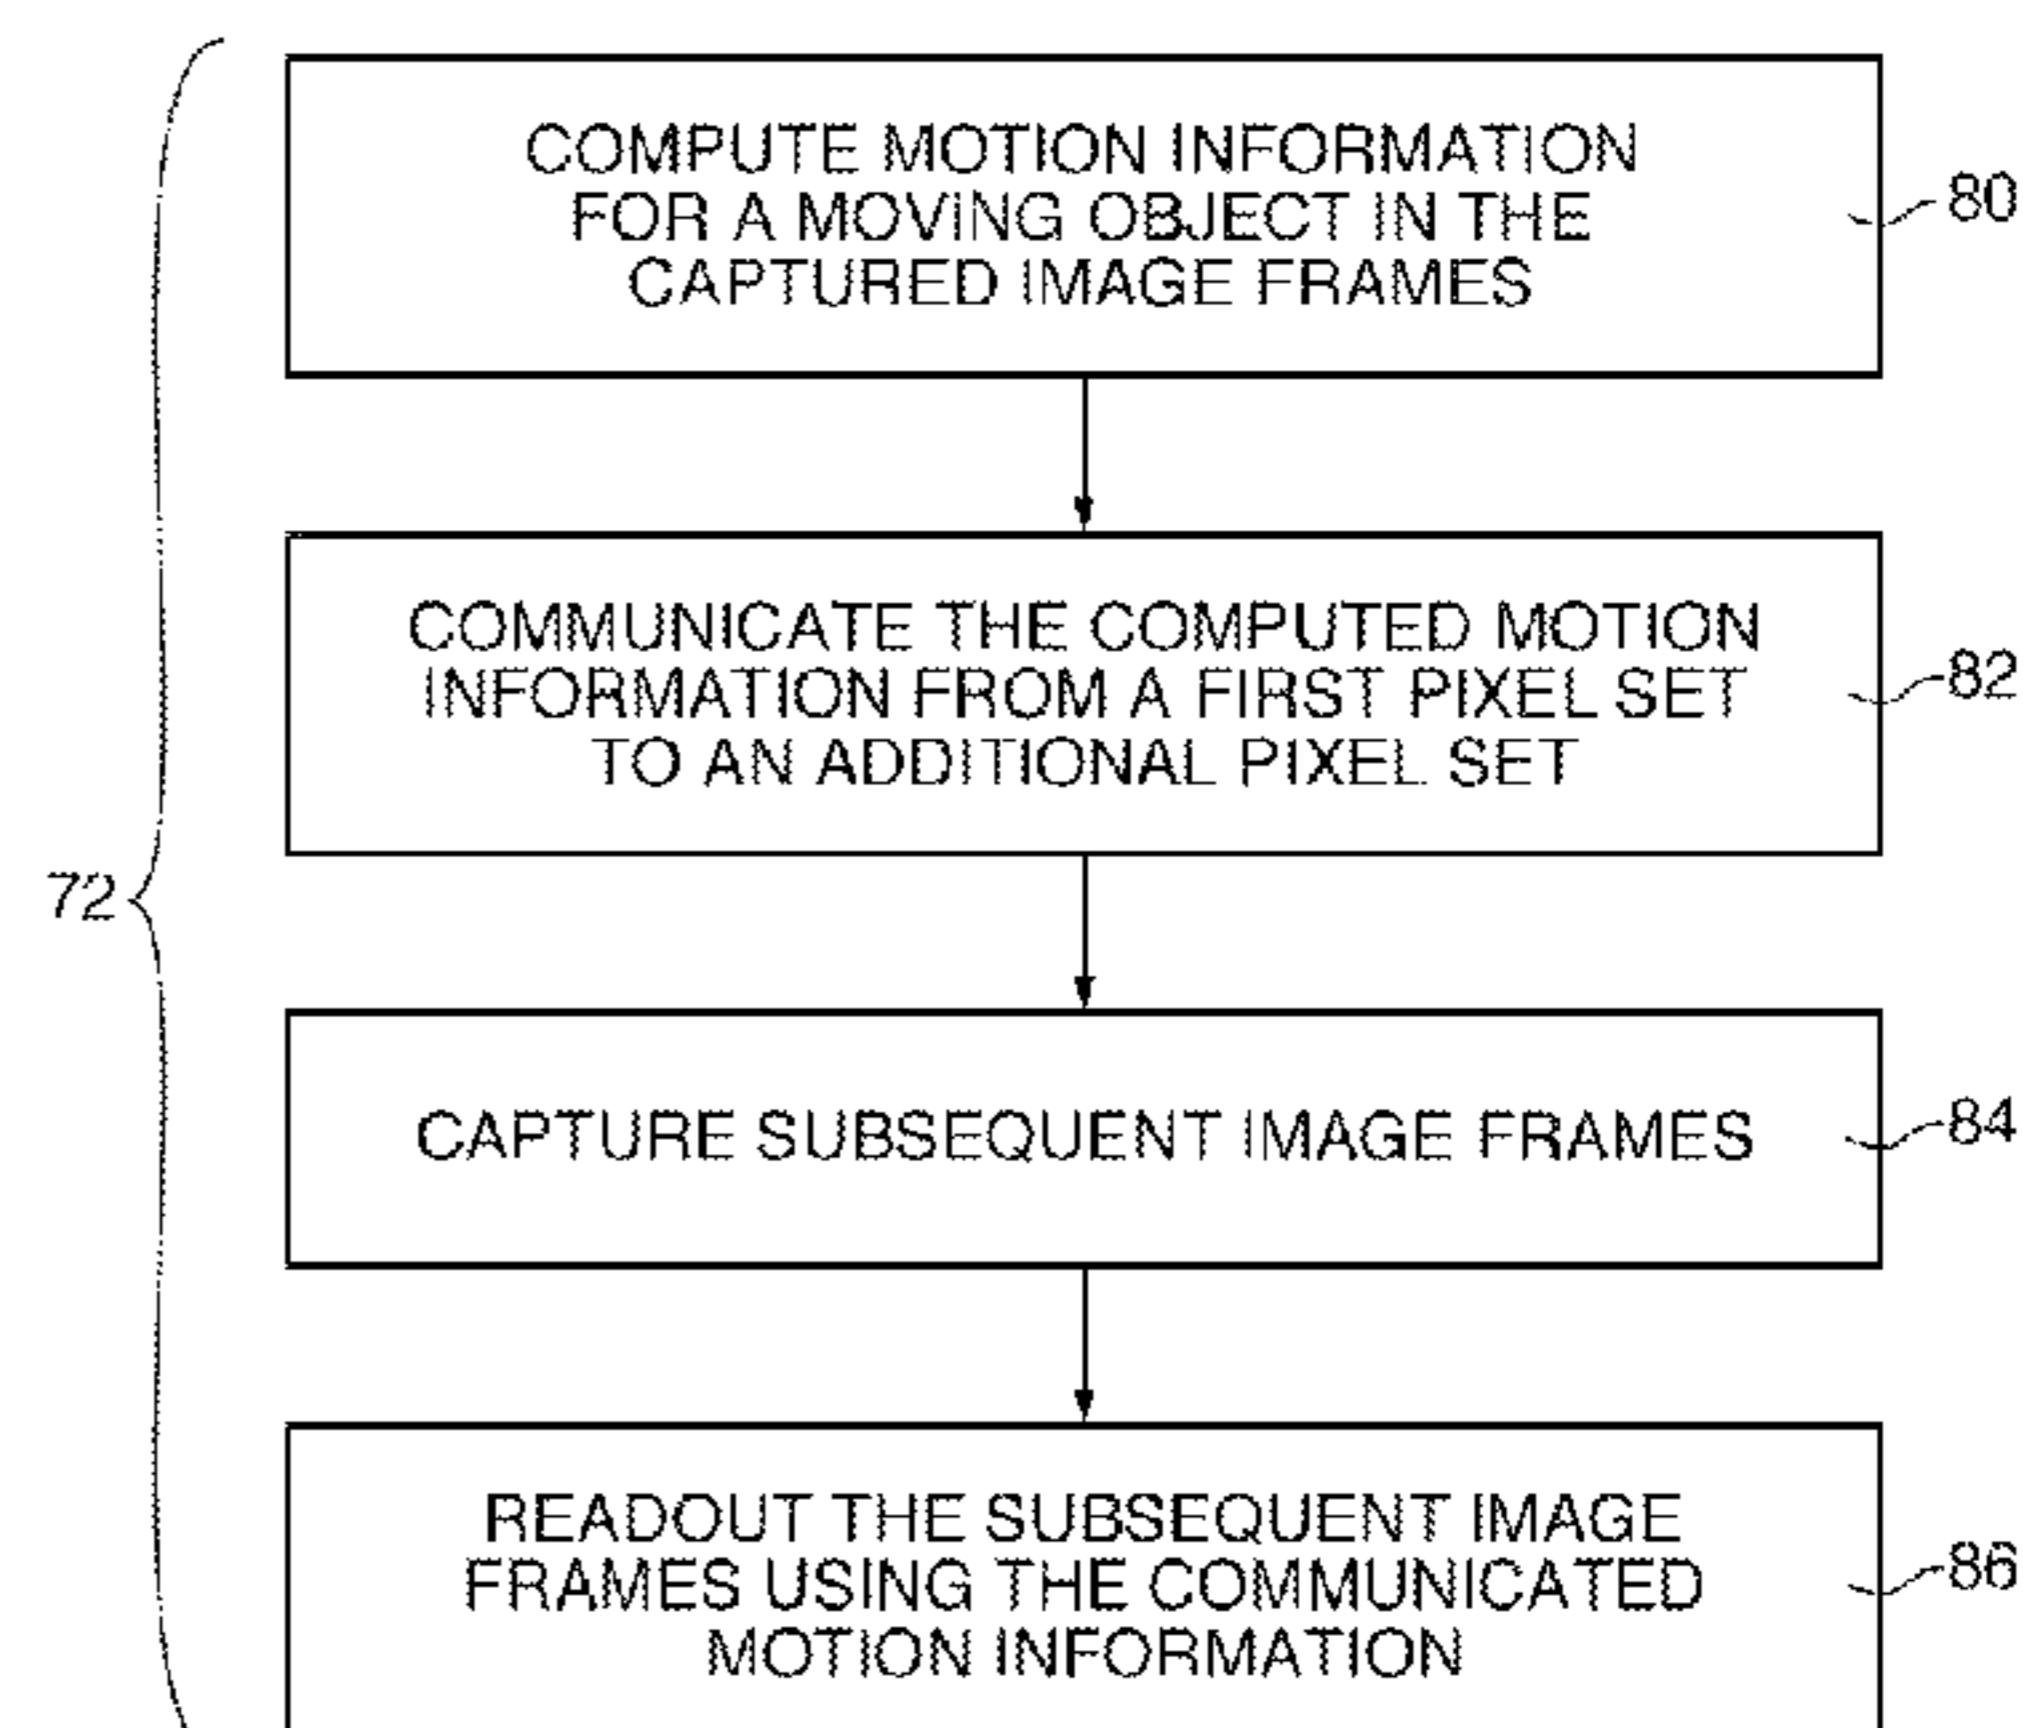 COMPUTE MOTION INFORMATION
FOR A MOVING OBJECT IN THE
CAPTURED IMAGE FRAMES
80
COMMUNICATE THE COMPUTED MOTION
INFORMATION FROM A FIRST PIXEL SET
TO AN ADDITIONAL PIXEL SET
82
72
CAPTURE SUBSEQUENT IMAGE FRAMES
84
READOUT THE SUBSEQUENT IMAGE
FRAMES USING THE COMMUNICATED
MOTION INFORMATION
86